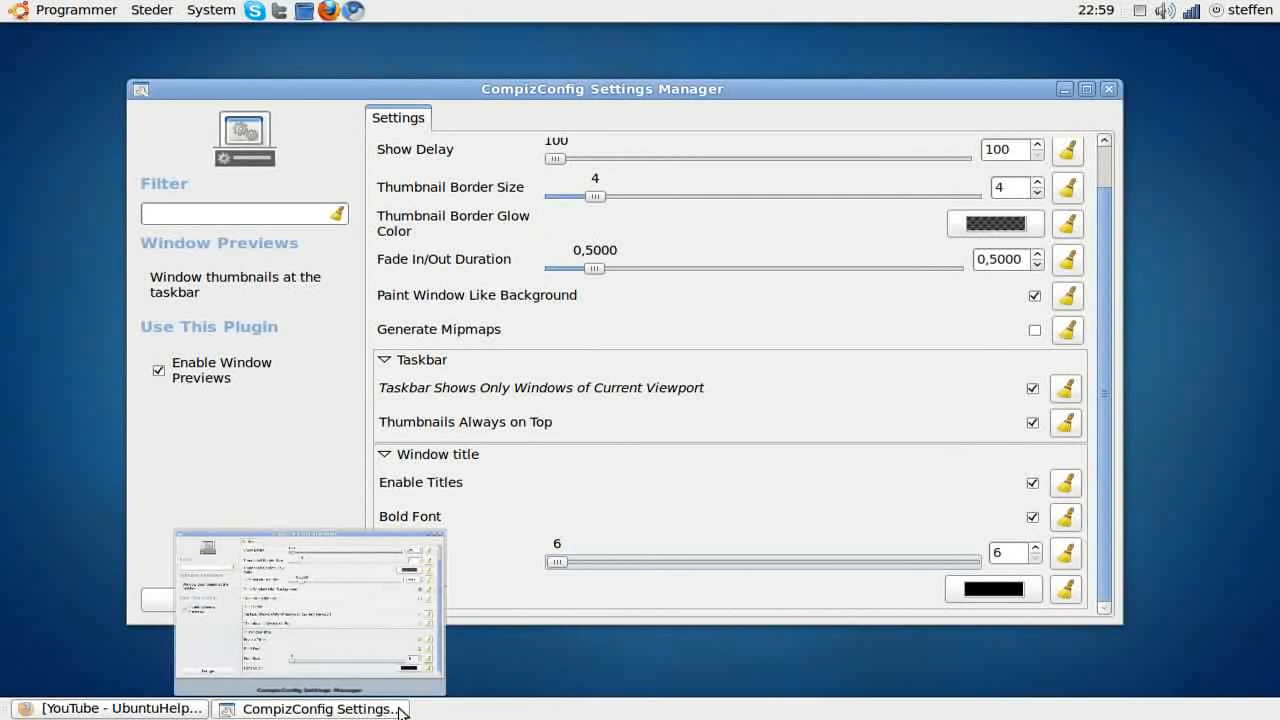 Programmer Steder System
22:59
steffen
CompizConfig Settings Manager
Settings
Filter
Window Previews
Window thumbnails at the
taskbar
Use This Plugin
Enable Window
Previews
100
Show Delay
100
4
Thumbnail Border Size
4
Thumbnail Border Glow
Color
0,5000
Fade In/Out Duration
0,5000
Paint Window Like Background
Generate Mipmaps
Taskbar
Taskbar Shows Only Windows of Current Viewport
Thumbnails Always on Top
Window title
Enable Titles
Bold Font
6
6
CompizConfig Settings Manager
[YouTube - UbuntuHelp...
CompizConfig Settings...